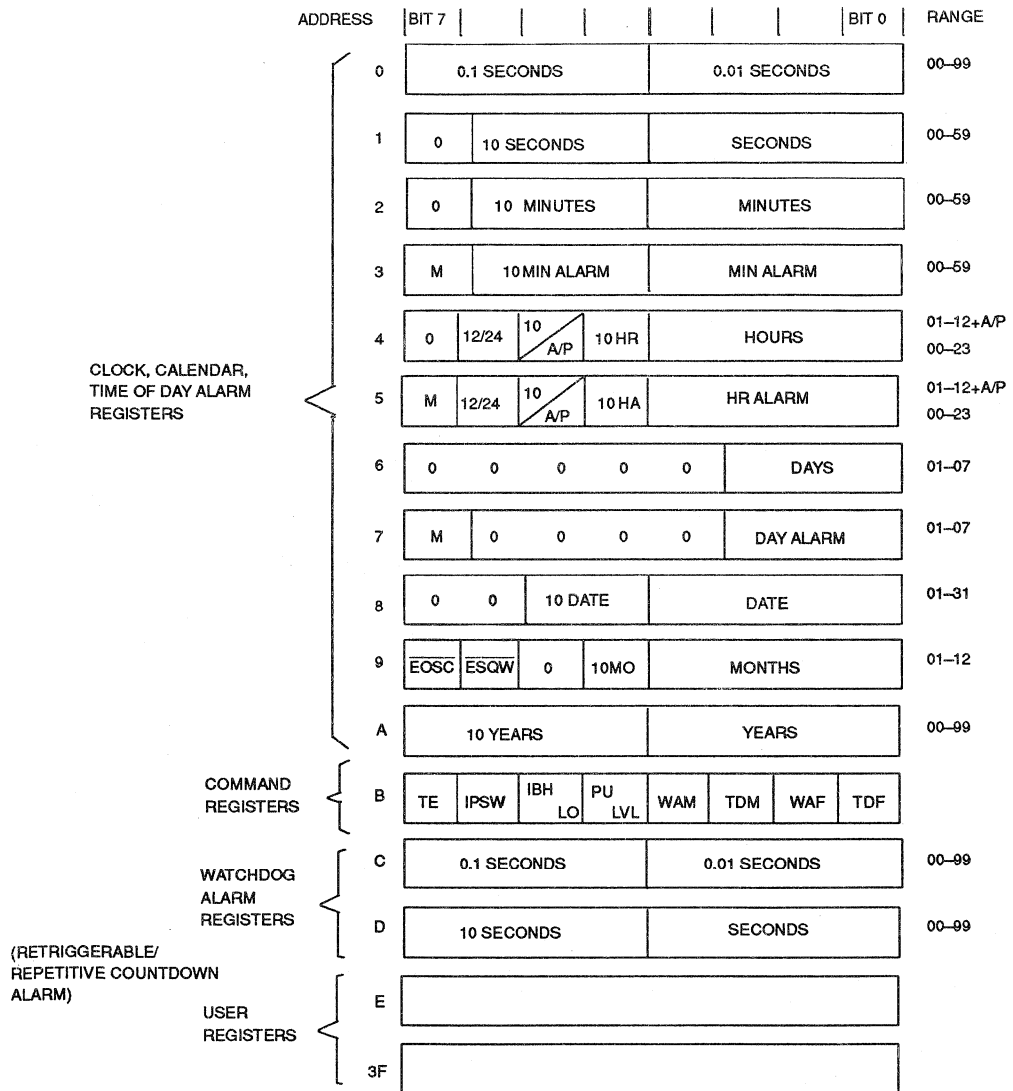 ADDRESS BIT 7 BIT 0 RANGE
0 0.1 SECONDS 0.01 SECONDS 00–99
1 0 10 SECONDS SECONDS 00–59
2 0 10 MINUTES MINUTES 00–59
3 M 10 MIN ALARM MIN ALARM 00–59
4 0 12/24 10 A/P 10 HR HOURS 01–12+A/P
00–23
CLOCK, CALENDAR,
TIME OF DAY ALARM
REGISTERS
5 M 12/24 10 A/P 10 HA HR ALARM 01–12+A/P
00–23
6 0 0 0 0 0 DAYS 01–07
7 M 0 0 0 0 DAY ALARM 01–07
8 0 0 10 DATE DATE 01–31
9 EOSC ESQW 0 10MO MONTHS 01–12
A 10 YEARS YEARS 00–99
COMMAND
REGISTERS
B TE IPSW IBH LO PU LVL WAM TDM WAF TDF
C 0.1 SECONDS 0.01 SECONDS 00–99
WATCHDOG
ALARM
REGISTERS
D 10 SECONDS SECONDS 00–99
(RETRIGGERABLE/
REPETITIVE COUNTDOWN
ALARM)
E
USER
REGISTERS
3F